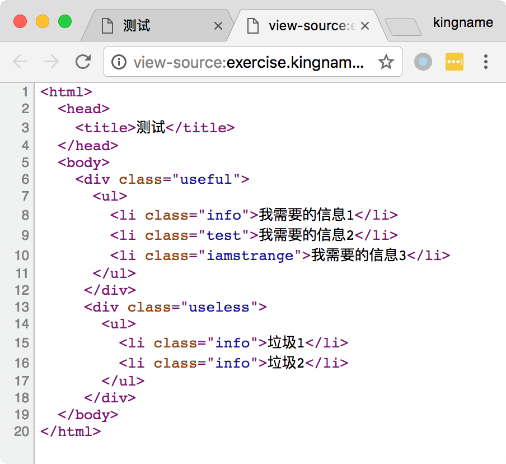 测试
view-source:e
kingname
view-source:exercise.kingnam...
1 <html>
2 <head>
3 <title>测试</title>
4 </head>
5 <body>
6 <div class="useful">
7 <ul>
8 <li class="info">我需要的信息1</li>
9 <li class="test">我需要的信息2</li>
10 <li class="iamstrange">我需要的信息3</li>
11 </ul>
12 </div>
13 <div class="useless">
14 <ul>
15 <li class="info">垃圾1</li>
16 <li class="info">垃圾2</li>
17 </ul>
18 </div>
19 </body>
20 </html>